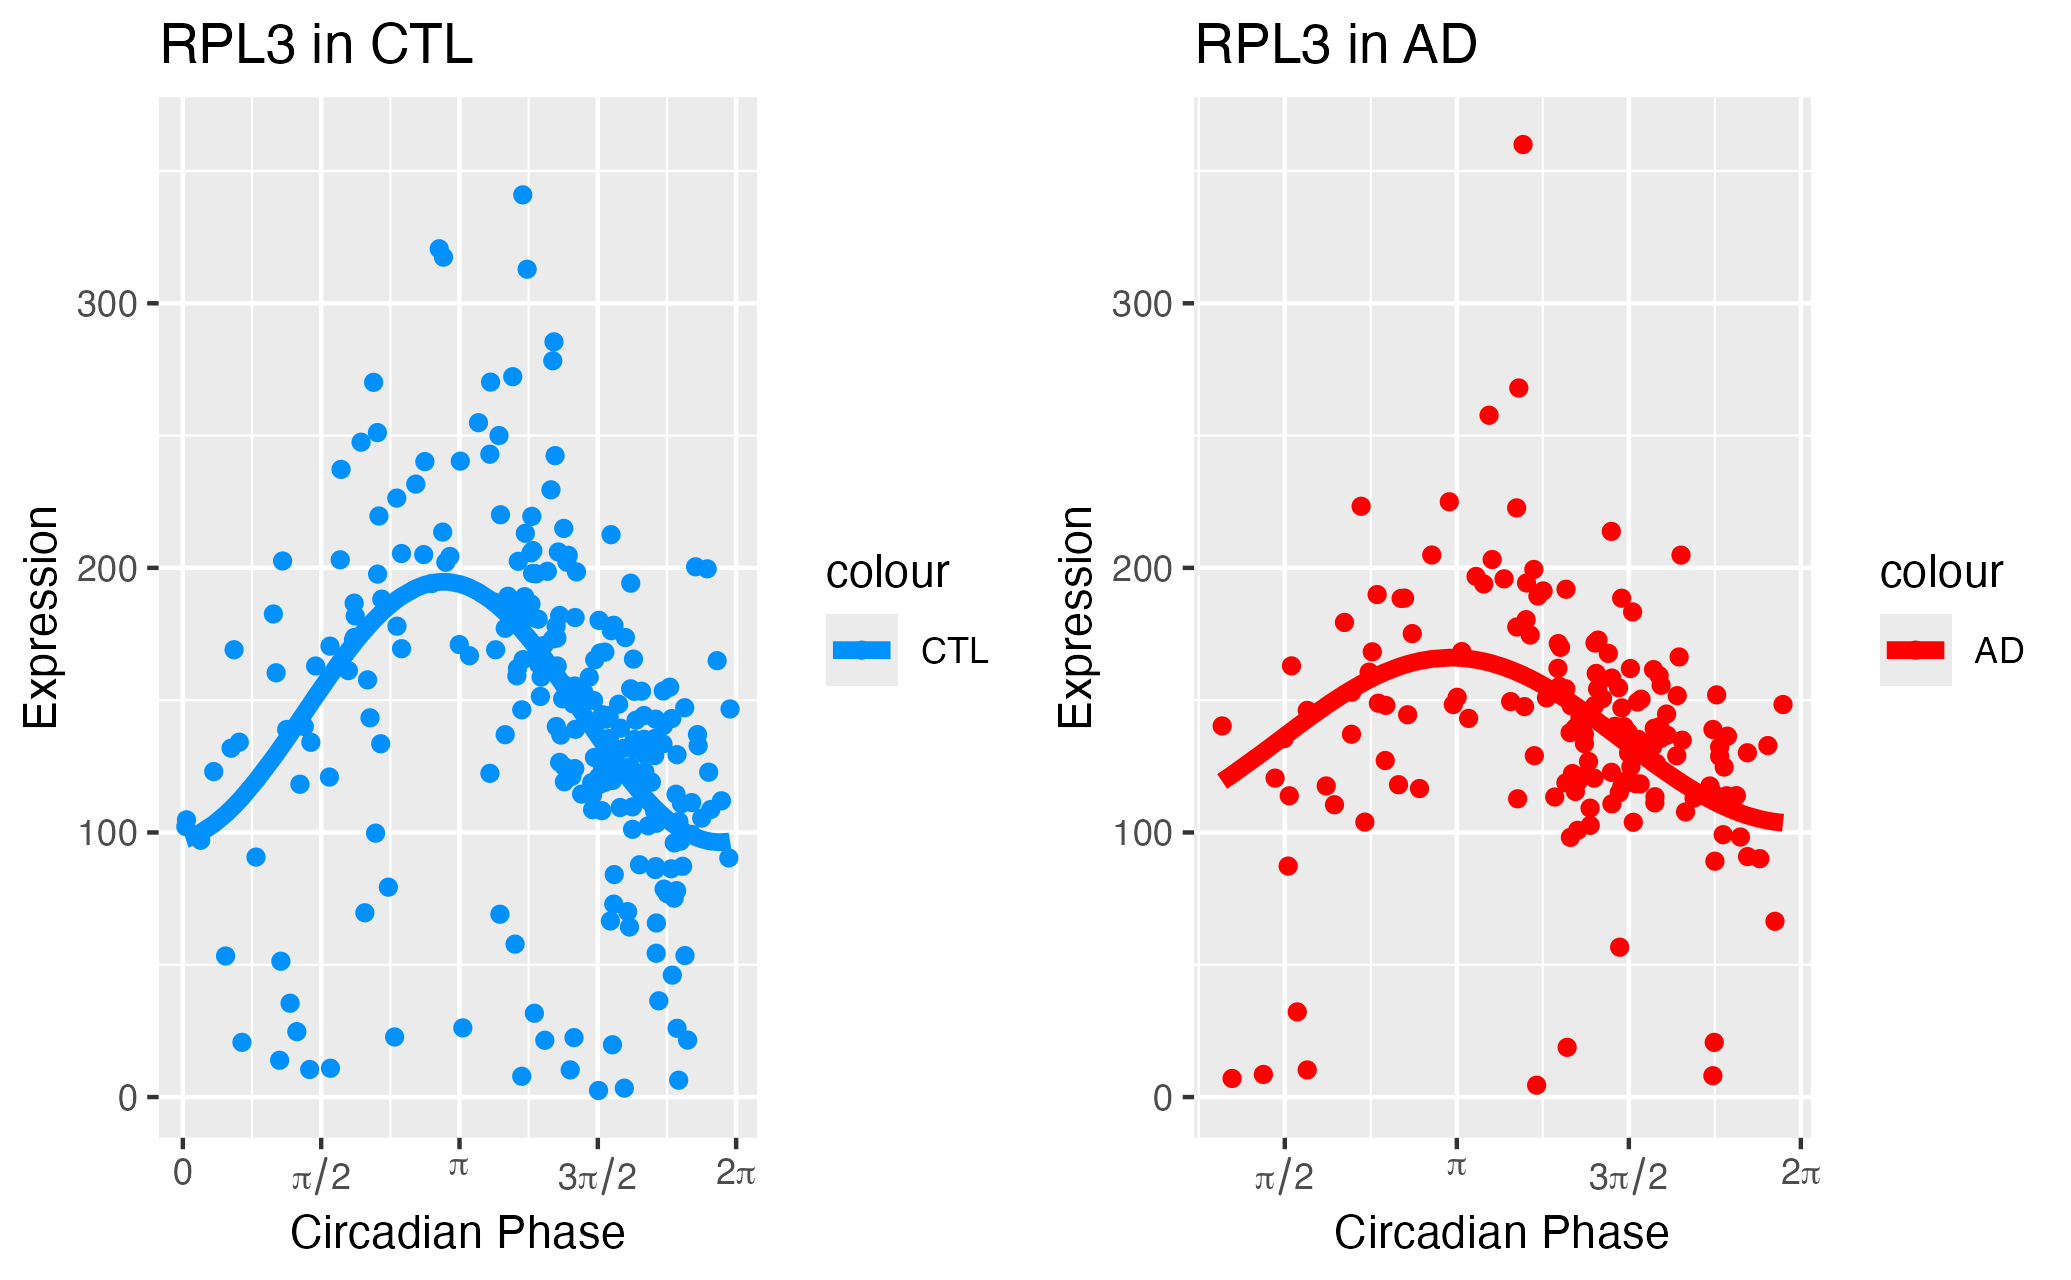 RPL3 in CTL
Expression
300
200
100
0
0
π/2
π
3π/2
2π
Circadian Phase
colour
CTL
RPL3 in AD
Expression
300
200
100
0
π/2
π
3π/2
2π
Circadian Phase
colour
AD